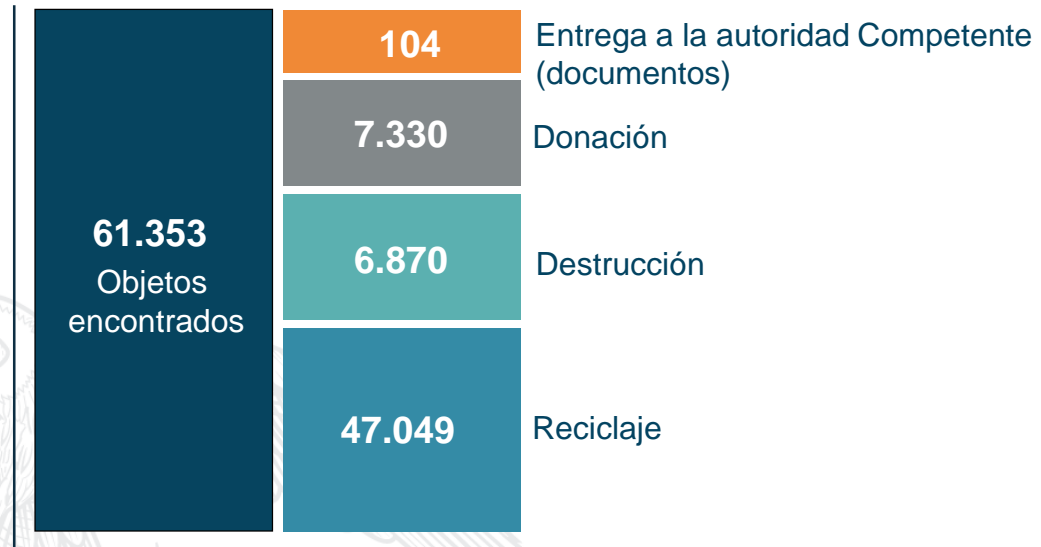 61.353
Objetos
encontrados
104
Entrega a la autoridad Competente
(documentos)
7.330
Donación
6.870
Destrucción
47.049
Reciclaje